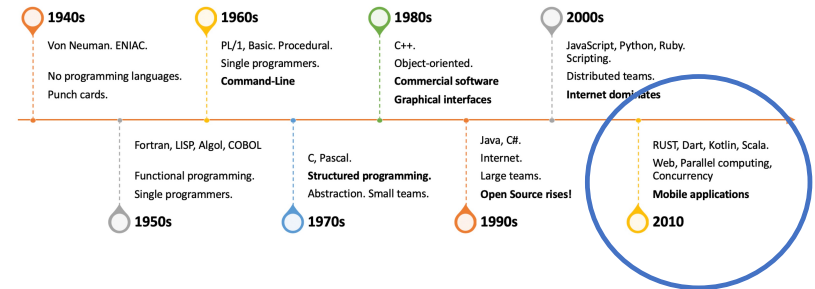 1940s
Von Neuman. ENIAC.
No programming languages.
Punch cards.
1960s
PL/1, Basic. Procedural.
Single programmers.
Command-Line
1980s
C++.
Object-oriented.
Commercial software
Graphical interfaces
2000s
JavaScript, Python, Ruby.
Scripting.
Distributed teams.
Internet dominates
Fortran, LISP, Algol, COBOL
Functional programming.
Single programmers.
1950s
C, Pascal.
Structured programming.
Abstraction. Small teams.
1970s
Java, C#.
Internet.
Large teams.
Open Source rises!
1990s
RUST, Dart, Kotlin, Scala.
Web, Parallel computing,
Concurrency
Mobile applications
2010